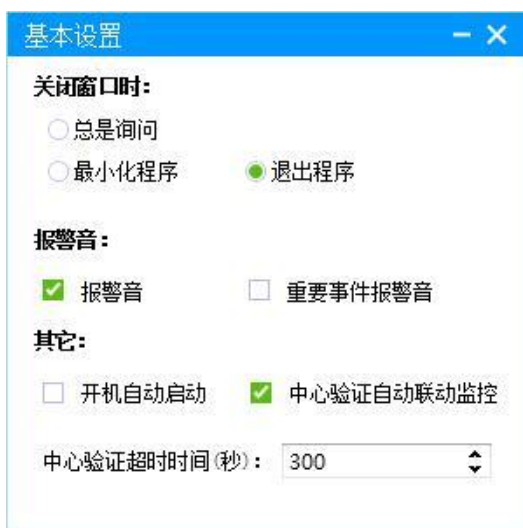 基本设置
关闭窗口时:
总是询问
最小化程序 退出程序
报警音:
报警音 重要事件报警音
其它:
开机自动启动 中心验证自动联动监控
中心验证超时时间(秒): 300